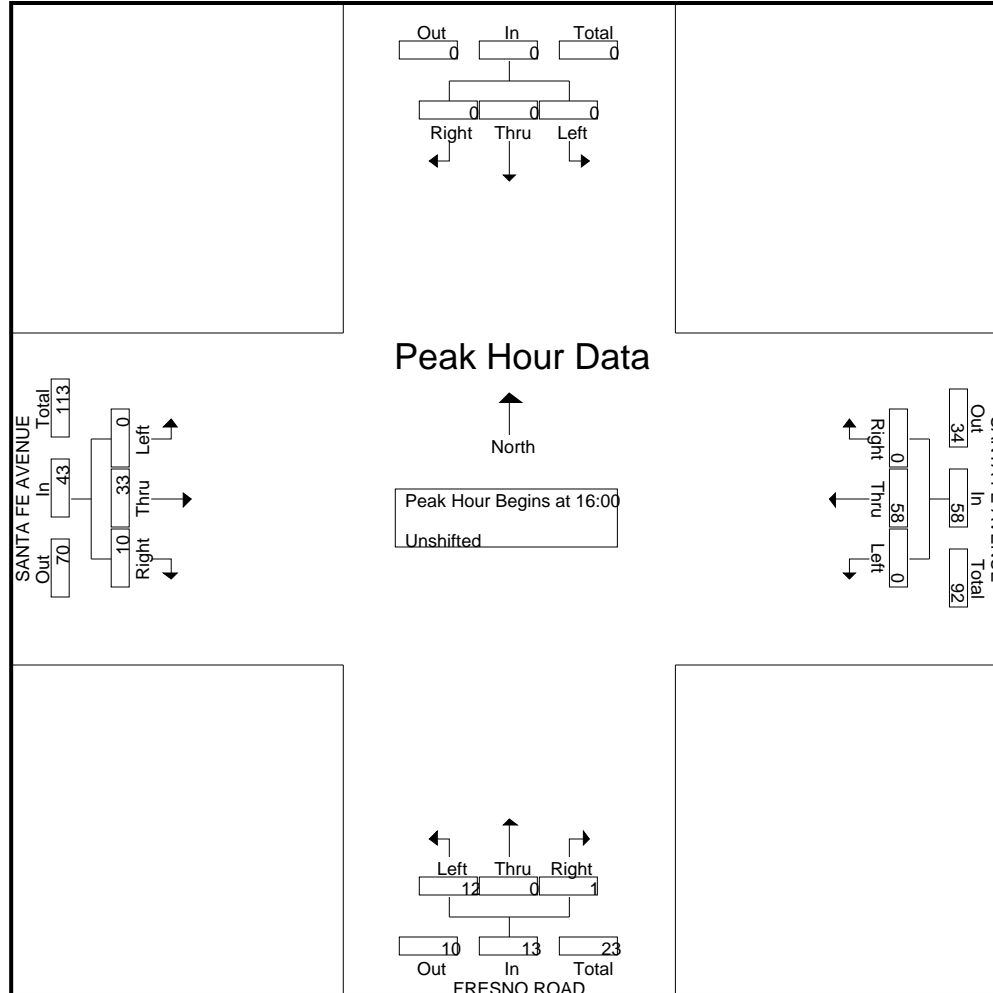 Out In Total
0 0 0
0 0 0
Right Thru Left
Peak Hour Data
North
Peak Hour Begins at 16:00
Unshifted
SANTA FE AVENUE
Total In Out
113 43 70
0 33 10
Left Thru Right
Right Thru Left
0 58 0
34 58 92
Out In Total
Left Thru Right
12 0 1
10 13 23
Out In Total
FRESNO ROAD